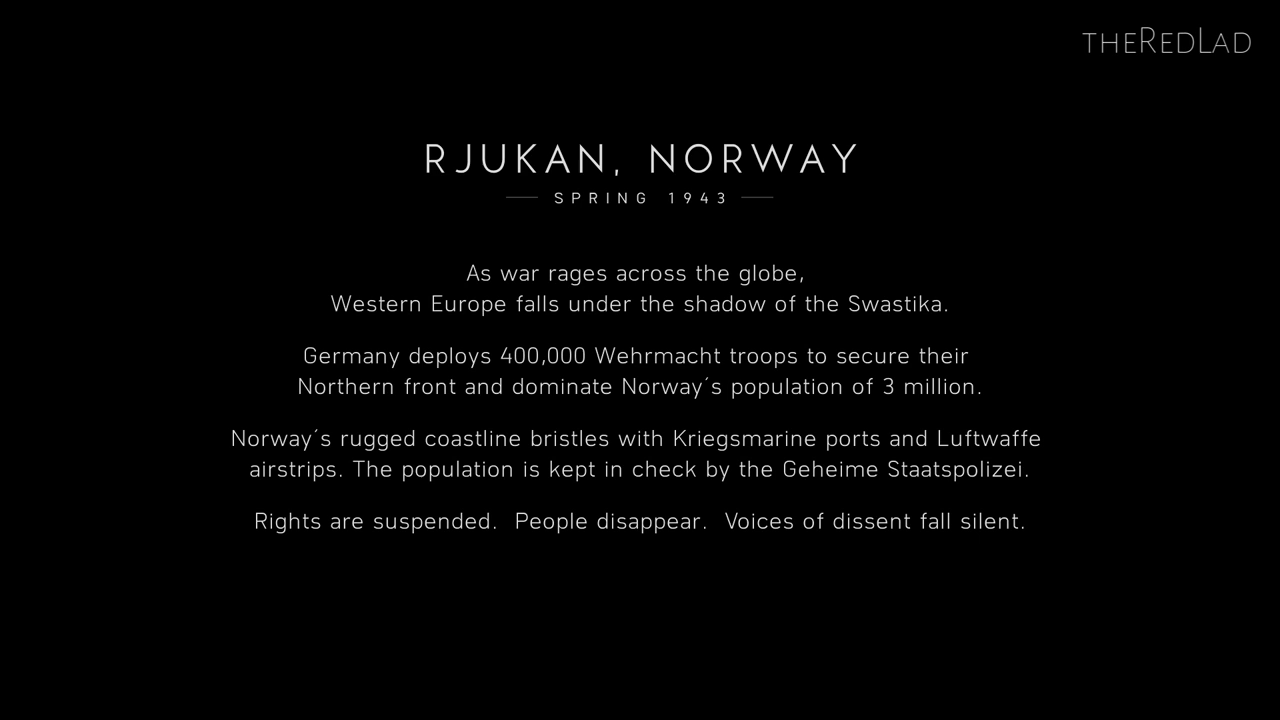 THEREDLAD
RJUKAN, NORWAY
SPRING 1943
As war rages across the globe,
Western Europe falls under the shadow of the Swastika.
Germany deploys 400,000 Wehrmacht troops to secure their
Northern front and dominate Norway´s population of 3 million.
Norway´s rugged coastline bristles with Kriegsmarine ports and Luftwaffe
airstrips. The population is kept in check by the Geheime Staatspolizei.
Rights are suspended.  People disappear.  Voices of dissent fall silent.